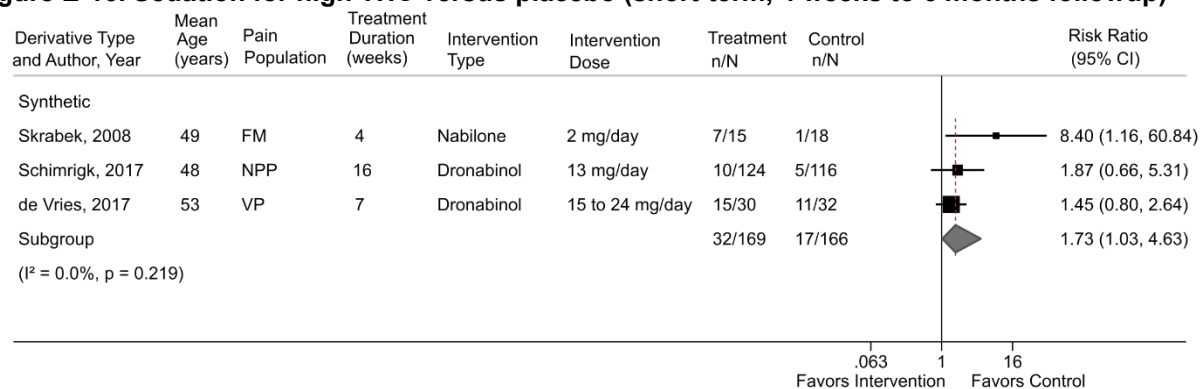 Figure E-10. Sedation for high THC versus placebo (short term, 4 weeks to 6 months followup)
Derivative Type and Author, Year Mean Age (years) Pain Population Treatment Duration (weeks) Intervention Type Intervention Dose Treatment n/N Control n/N Risk Ratio (95% CI)
Synthetic
Skrabek, 2008 49 FM 4 Nabilone 2 mg/day 7/15 1/18 8.40 (1.16, 60.84)
Schimrigk, 2017 48 NPP 16 Dronabinol 13 mg/day 10/124 5/116 1.87 (0.66, 5.31)
de Vries, 2017 53 VP 7 Dronabinol 15 to 24 mg/day 15/30 11/32 1.45 (0.80, 2.64)
Subgroup 32/169 17/166 1.73 (1.03, 4.63)
(I² = 0.0%, p = 0.219)
.063 1 16
Favors Intervention Favors Control